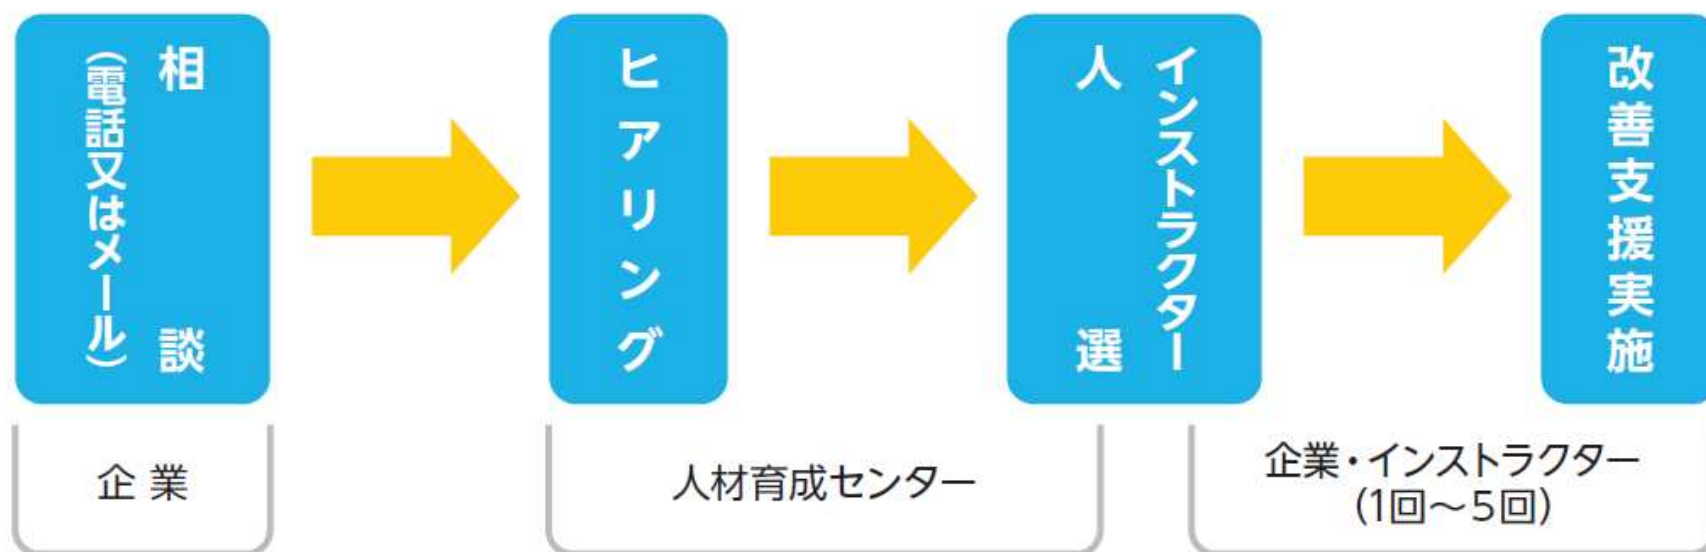 相談
（電話又はメール）
ヒアリング
インストラクター
人選
改善支援実施
企業
人材育成センター
企業・インストラクター
(1回～5回)